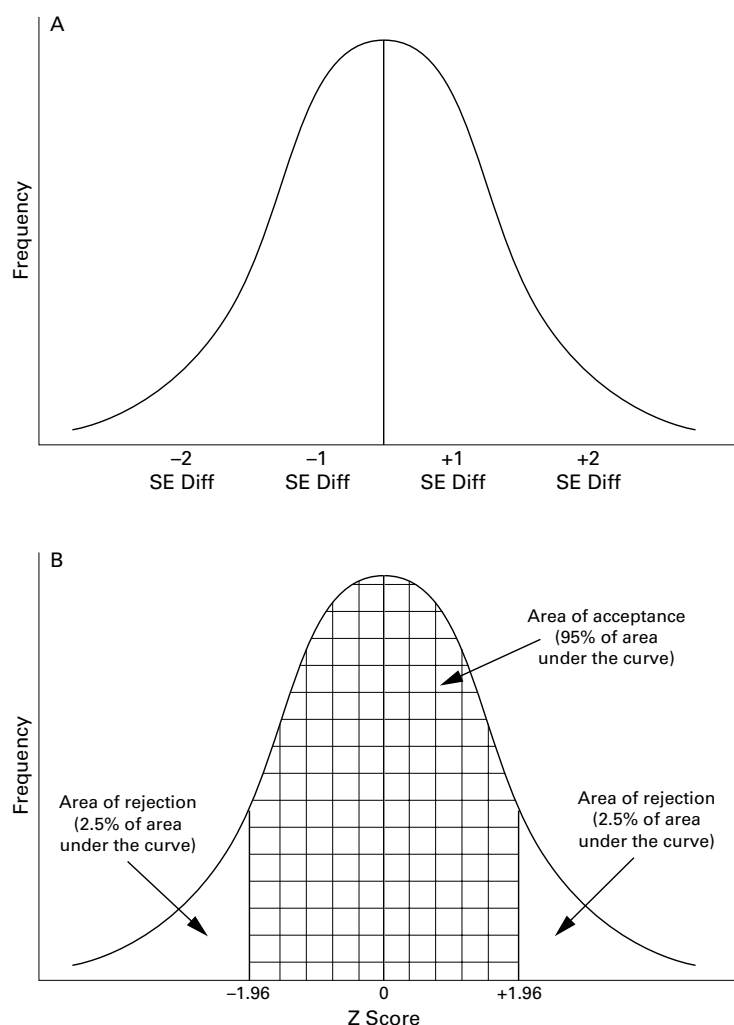 A
Frequency
–2 –1 +1 +2
SE Diff SE Diff SE Diff SE Diff
B
Area of acceptance
(95% of area
under the curve)
Frequency
Area of rejection
(2.5% of area
under the curve)
Area of rejection
(2.5% of area
under the curve)
–1.96 0 +1.96
Z Score